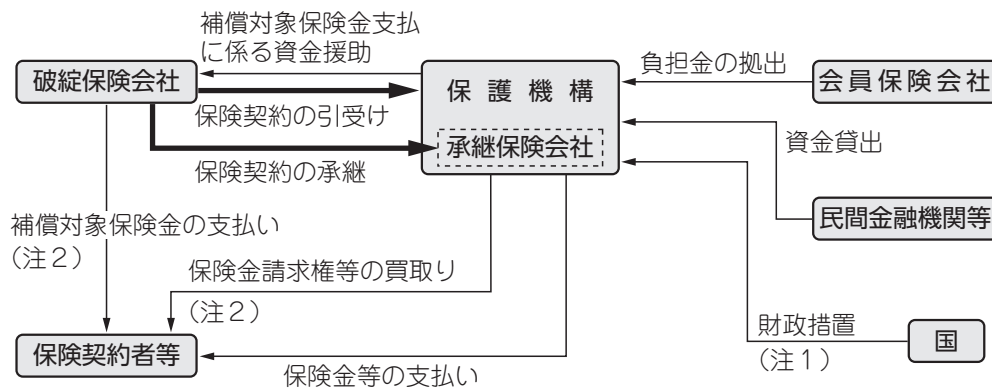 補償対象保険金支払
に係る資金援助
破綻保険会社
保護機構
負担金の拠出
会員保険会社
保険契約の引受け
承継保険会社
資金貸出
保険契約の承継
民間金融機関等
補償対象保険金の支払い
（注２）
保険金請求権等の買取り
（注２）
財政措置
（注１）
国
保険契約者等
保険金等の支払い